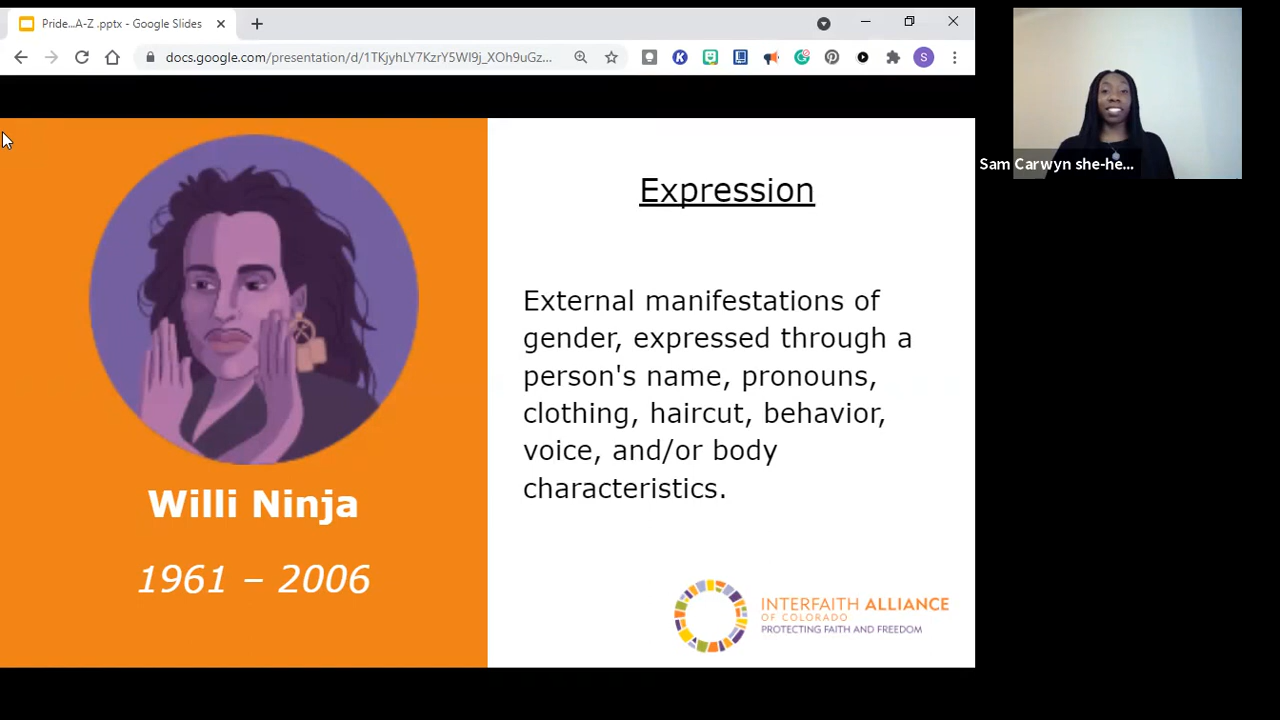 Pride...A-Z .pptx - Google Slides
docs.google.com/presentation/d/1TKjyhLY7KzrY5WI9j_XOh9uGz...
S
Sam Carwyn she-he...
Expression
External manifestations of
gender, expressed through a
person's name, pronouns,
clothing, haircut, behavior,
voice, and/or body
characteristics.
Willi Ninja
1961 – 2006
INTERFAITH ALLIANCE
OF COLORADO
PROTECTING FAITH AND FREEDOM